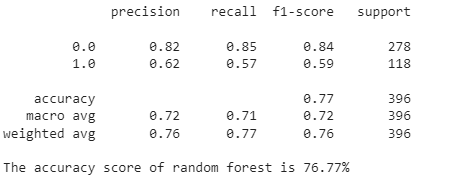 precision recall f1-score support
0.0 0.82 0.85 0.84 278
1.0 0.62 0.57 0.59 118
accuracy 0.77 396
macro avg 0.72 0.71 0.72 396
weighted avg 0.76 0.77 0.76 396
The accuracy score of random forest is 76.77%